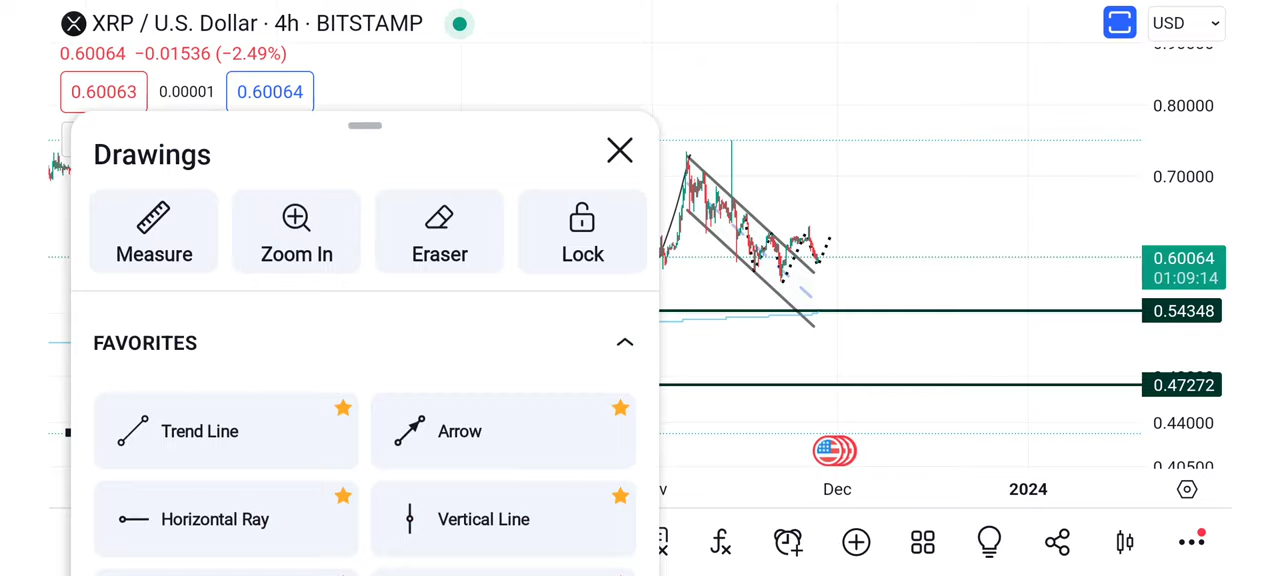 XRP / U.S. Dollar · 4h · BITSTAMP
USD
0.60064 −0.01536 (−2.49%)
0.60063 0.00001 0.60064
0.80000
Drawings
0.70000
Measure Zoom In Eraser Lock
0.60064
01:09:14
0.54348
FAVORITES
0.47272
Trend Line Arrow
0.44000
0.40500
Dec 2024
Horizontal Ray Vertical Line